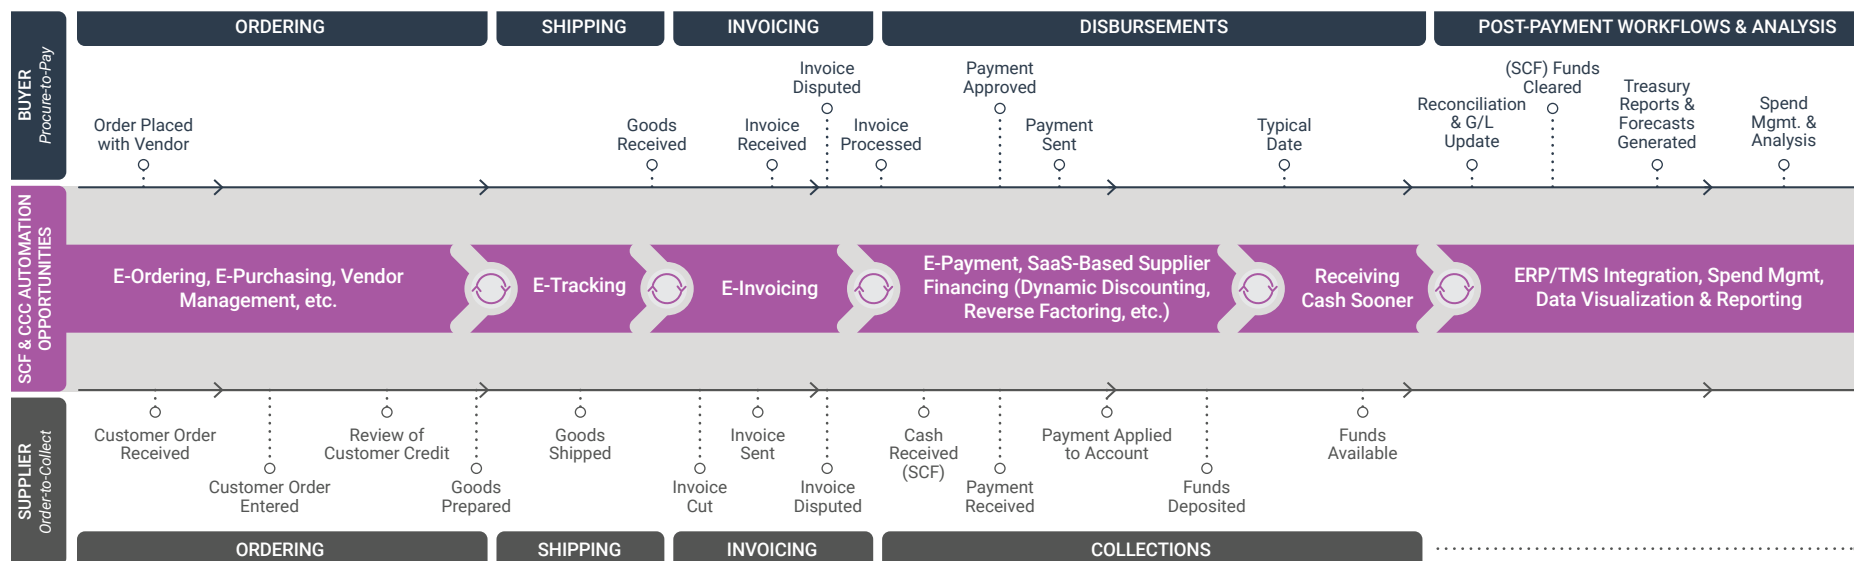 ORDERING
SHIPPING
INVOICING
DISBURSEMENTS
POST-PAYMENT WORKFLOWS & ANALYSIS
BUYER
Procure-to-Pay
Order Placed
with Vendor
Goods
Received
Invoice
Received
Invoice
Disputed
Invoice
Processed
Payment
Approved
Payment
Sent
Typical
Date
Reconciliation
& G/L
Update
(SCF) Funds
Cleared
Treasury
Reports &
Forecasts
Generated
Spend
Mgmt. &
Analysis
SCF & CCC AUTOMATION
OPPORTUNITIES
E-Ordering, E-Purchasing, Vendor
Management, etc.
E-Tracking
E-Invoicing
E-Payment, SaaS-Based Supplier
Financing (Dynamic Discounting,
Reverse Factoring, etc.)
Receiving
Cash Sooner
ERP/TMS Integration, Spend Mgmt,
Data Visualization & Reporting
SUPPLIER
Order-to-Collect
Customer Order
Received
Customer Order
Entered
Review of
Customer Credit
Goods
Prepared
Goods
Shipped
Invoice
Cut
Invoice
Sent
Invoice
Disputed
Cash
Received
(SCF)
Payment
Received
Payment Applied
to Account
Funds
Deposited
Funds
Available
ORDERING
SHIPPING
INVOICING
COLLECTIONS